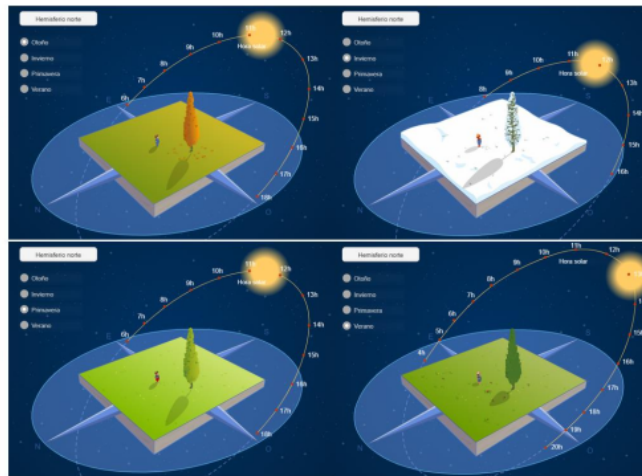 Hemisferio norte
Otoño
Invierno
Primavera
Verano
6h
7h
8h
9h
10h
11h
12h
13h
14h
15h
16h
17h
18h
Hora solar
E
S
N
O
Hemisferio norte
Otoño
Invierno
Primavera
Verano
8h
9h
10h
11h
12h
13h
14h
15h
16h
Hora solar
S
N
O
Hemisferio norte
Otoño
Invierno
Primavera
Verano
6h
7h
8h
9h
10h
11h
12h
13h
14h
15h
16h
17h
18h
Hora solar
E
S
N
O
Hemisferio norte
Otoño
Invierno
Primavera
Verano
4h
5h
6h
7h
8h
9h
10h
11h
12h
15h
16h
17h
18h
19h
20h
Hora solar
N